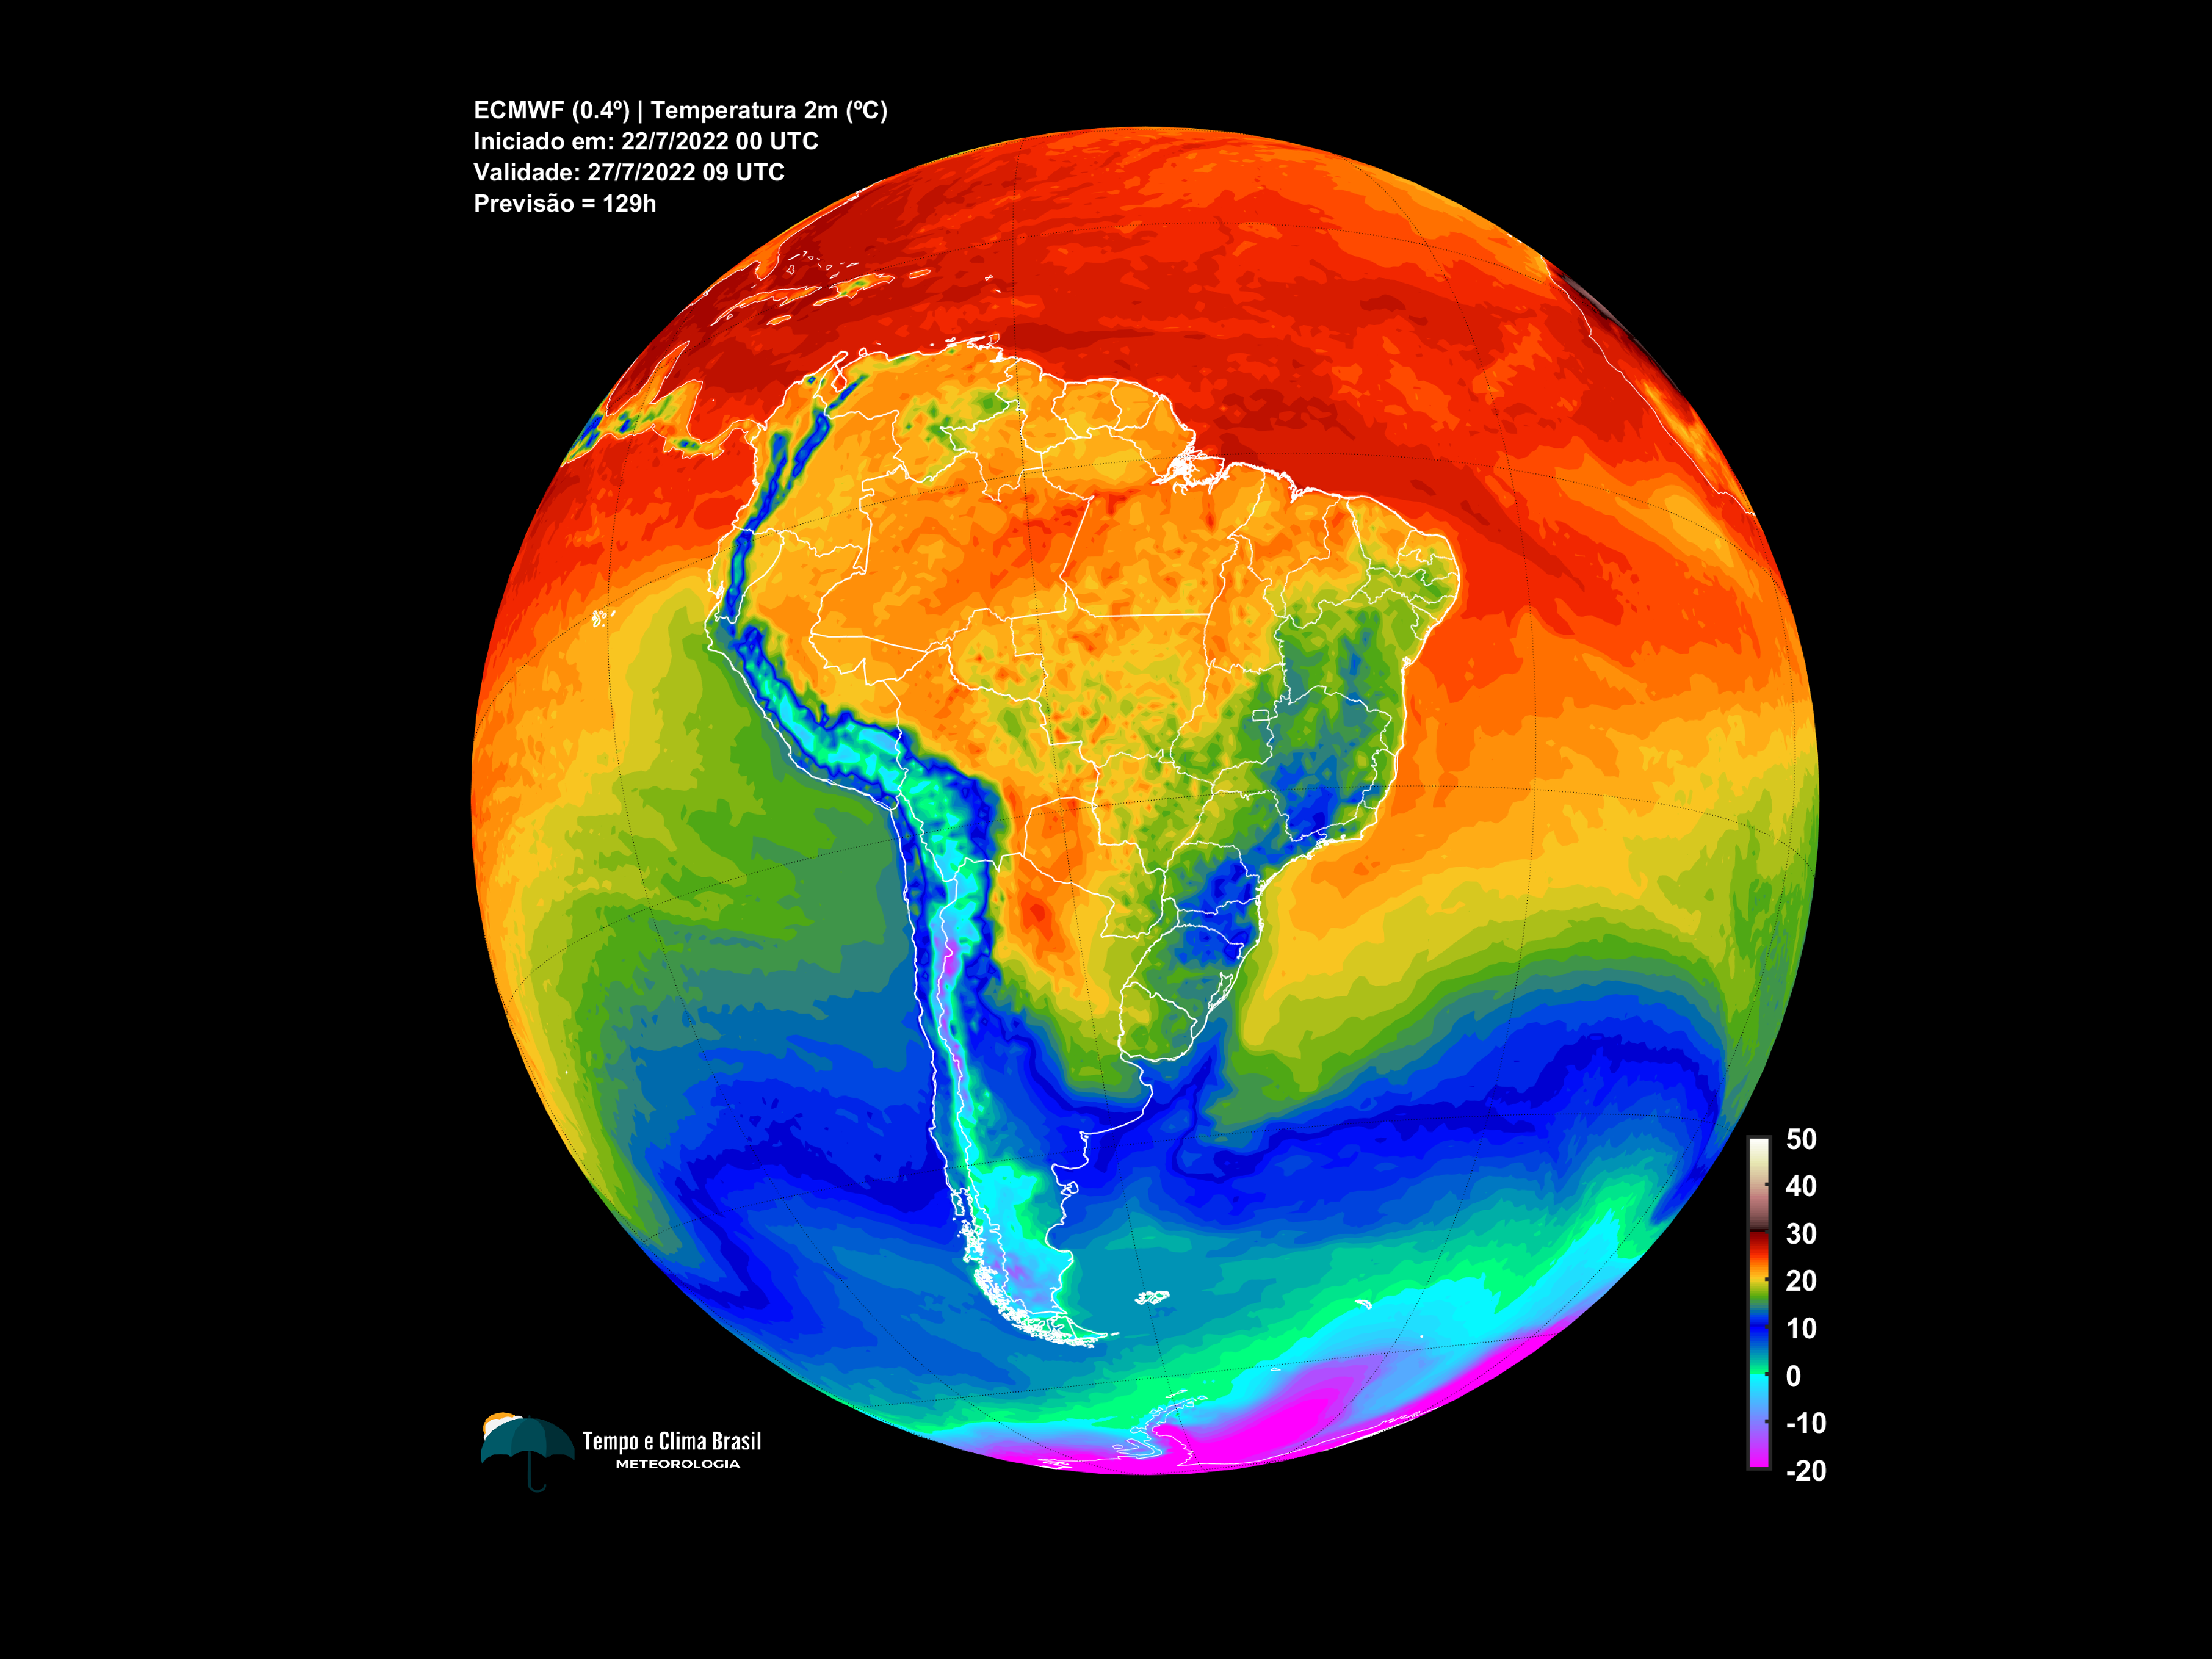 ECMWF (0.4º) | Temperatura 2m (ºC)
Iniciado em: 22/7/2022 00 UTC
Validade: 27/7/2022 09 UTC
Previsão = 129h
50
40
30
20
10
0
-10
-20
Tempo e Clima Brasil
METEOROLOGIA